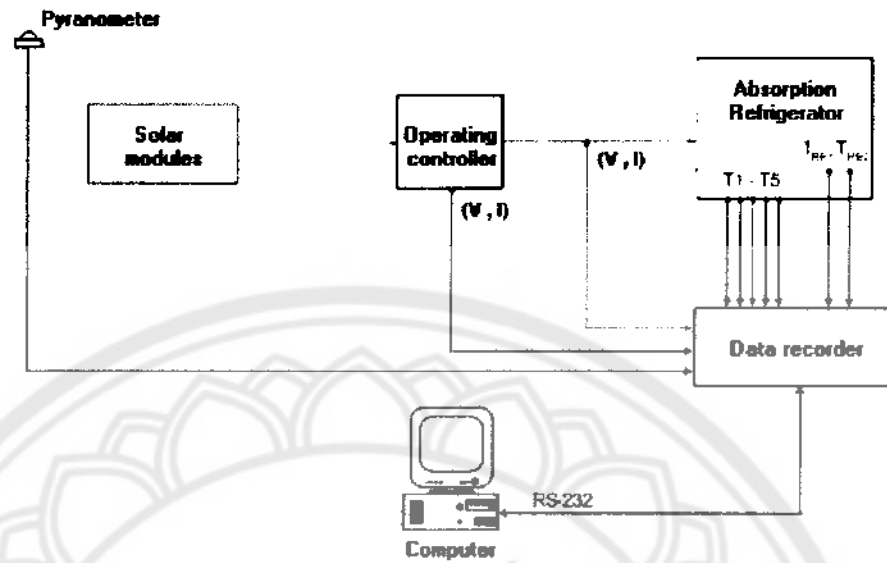 Pyranometer
Solar
modules
Operating
controller
(V , I)
(V , I)
Absorption
Refrigerator
T1 - T5
Data recorder
RS-232
Computer